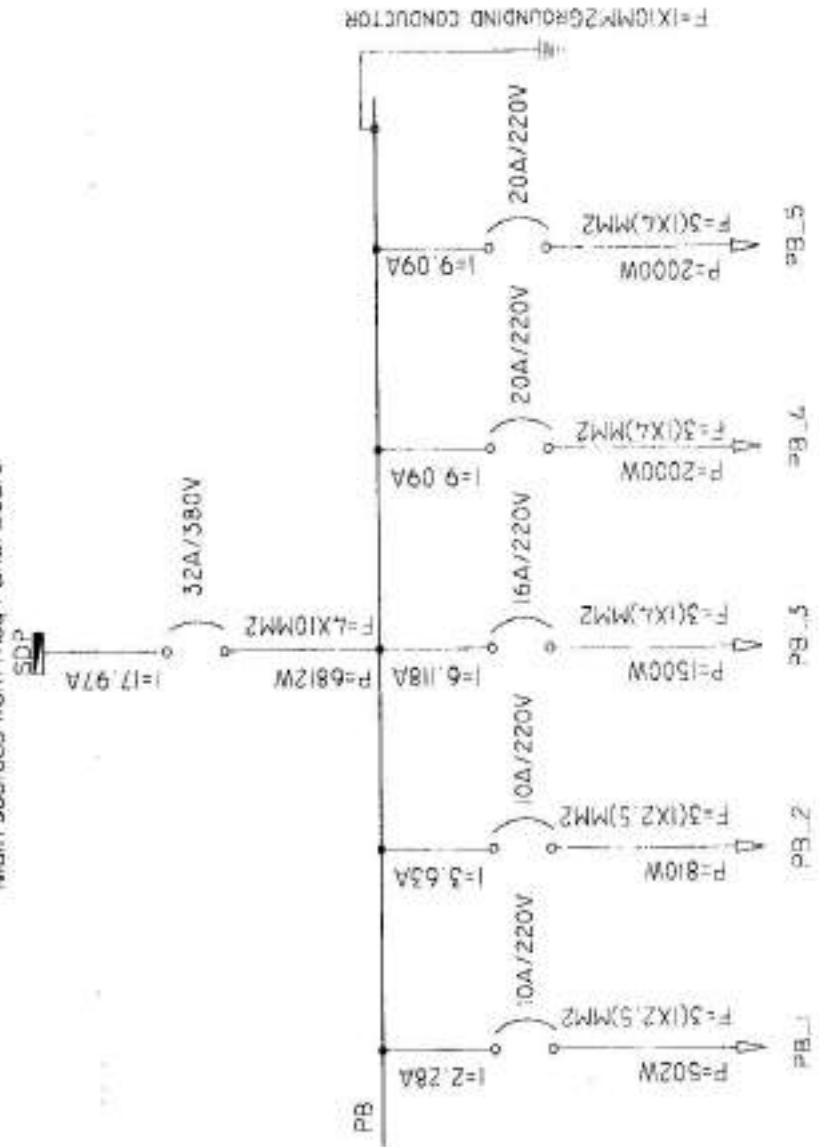 SDP
I=17.97A
32A/380V
P=6812W
F=4X10MM2
PB
I=2.28A
10A/220V
P=502W
F=3(1X2.5)MM2
PB_1
I=3.63A
10A/220V
P=810W
F=3(1X2.5)MM2
PB_2
I=6.118A
16A/220V
P=1500W
F=3(1X4)MM2
PB_3
I=9.09A
20A/220V
P=2000W
F=3(1X4)MM2
PB_4
I=9.09A
20A/220V
P=2000W
F=3(1X4)MM2
PB_5
F=1X10MM2GROUNDIND CONDUCTOR